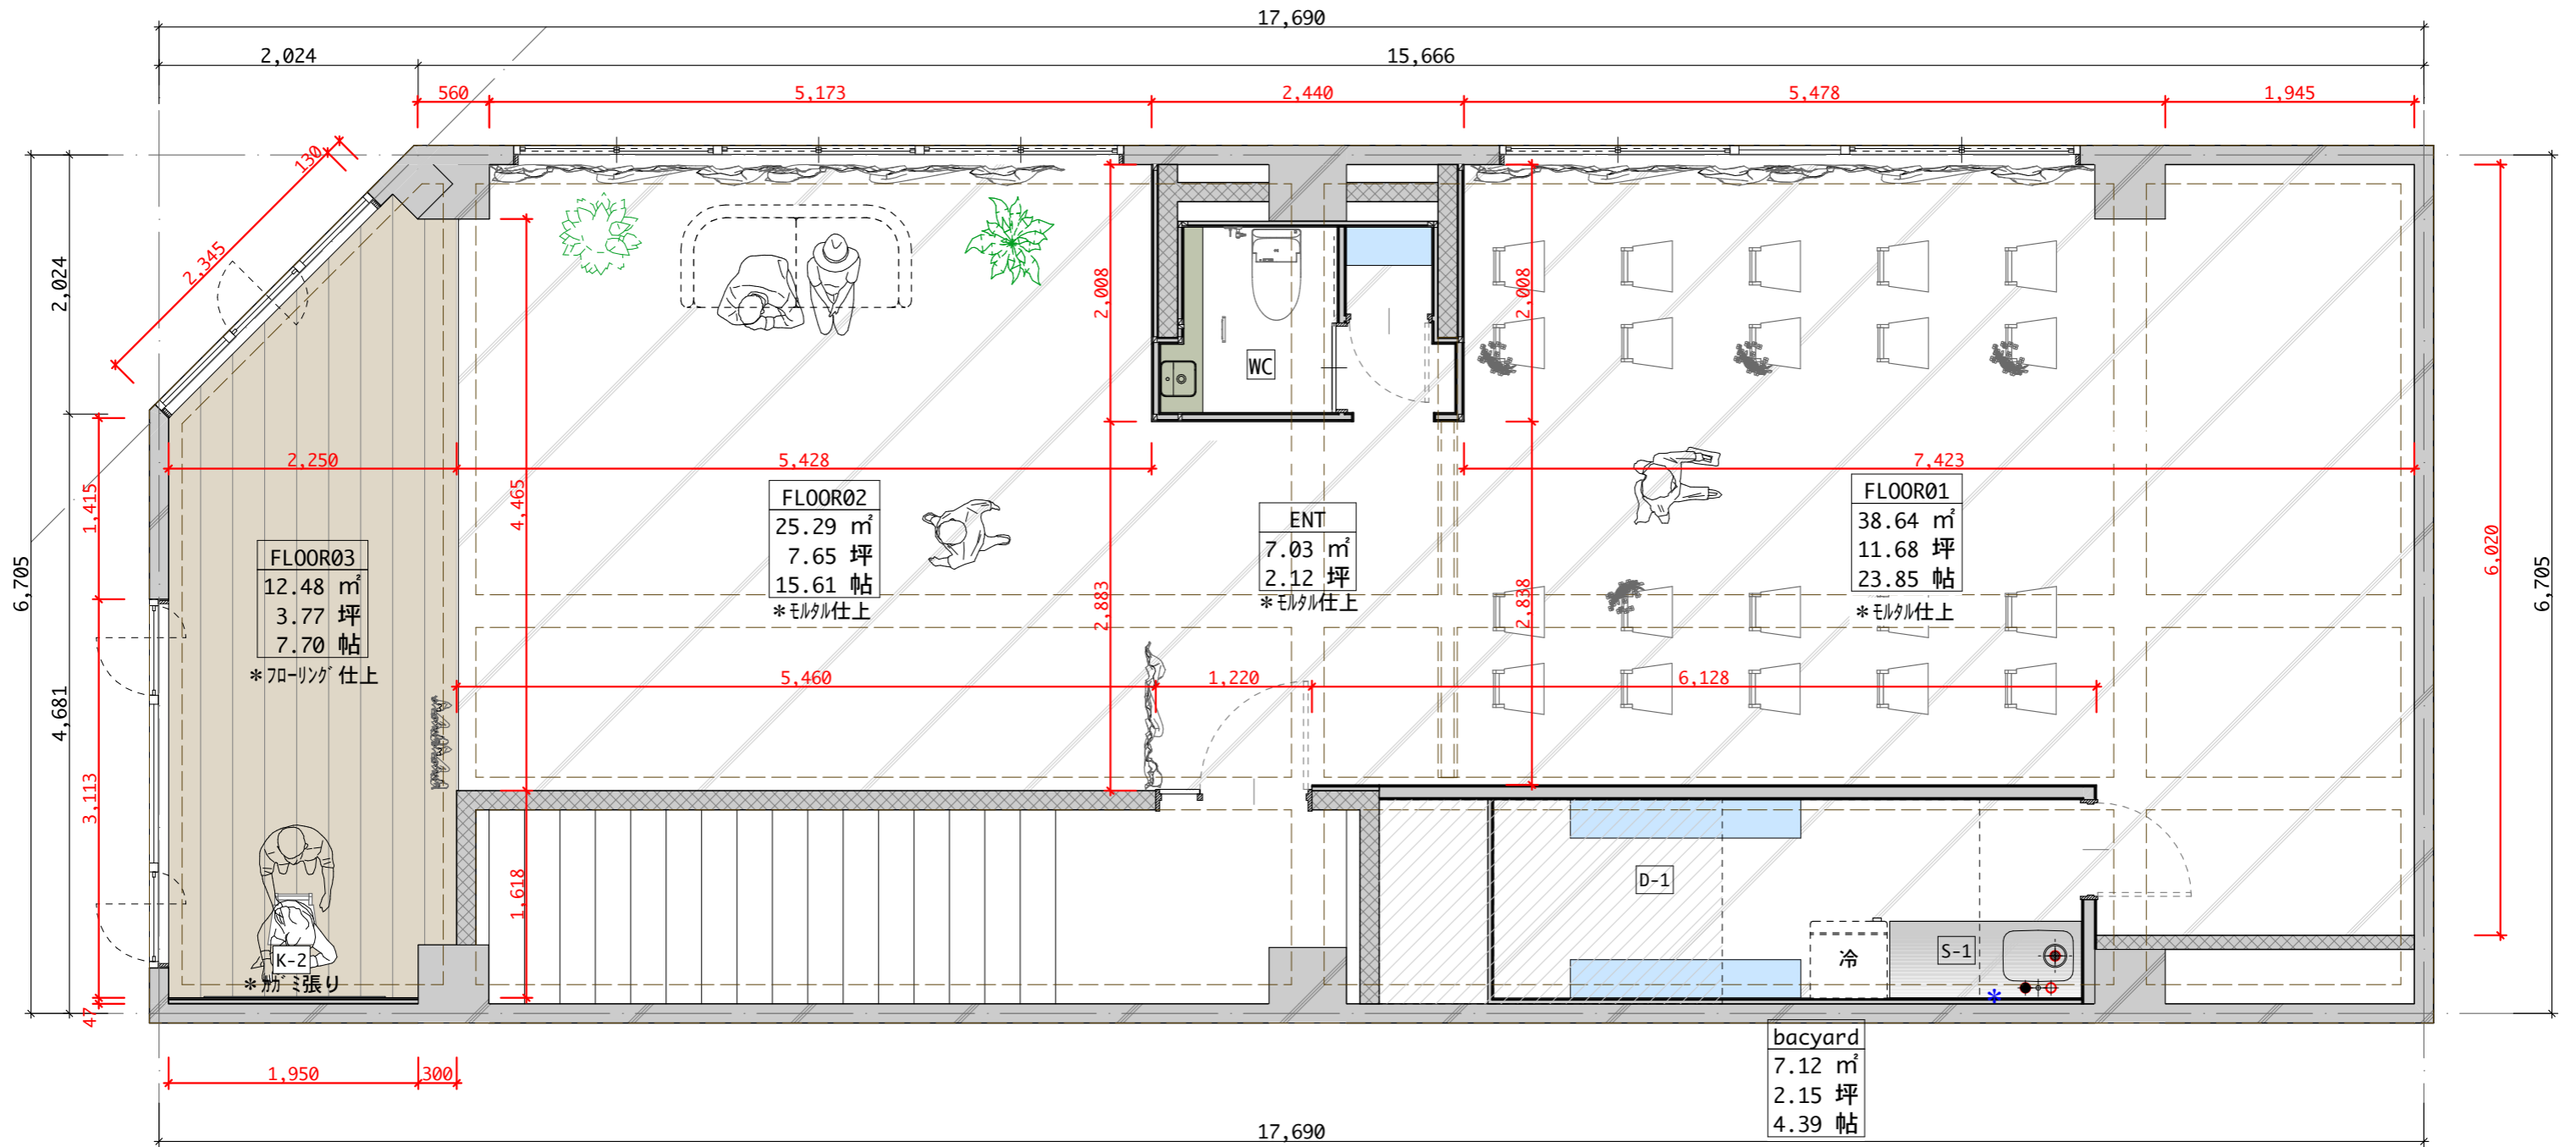 17,690
2,024
15,666
560
5,173
2,440
5,478
1,945
130
2,345
2,024
6,705
4,681
1,415
3,113
47
2,250
5,428
7,423
4,465
2,008
2,008
2,883
2,838
6,020
6,705
WC
FLOOR03
12.48 ㎡
3.77 坪
7.70 帖
*フローリング仕上
FLOOR02
25.29 ㎡
7.65 坪
15.61 帖
*モルタル仕上
ENT
7.03 ㎡
2.12 坪
*モルタル仕上
FLOOR01
38.64 ㎡
11.68 坪
23.85 帖
*モルタル仕上
5,460
1,220
6,128
1,618
D-1
冷
S-1
*
K-2
*カガミ張り
bacyard
7.12 ㎡
2.15 坪
4.39 帖
1,950
300
17,690